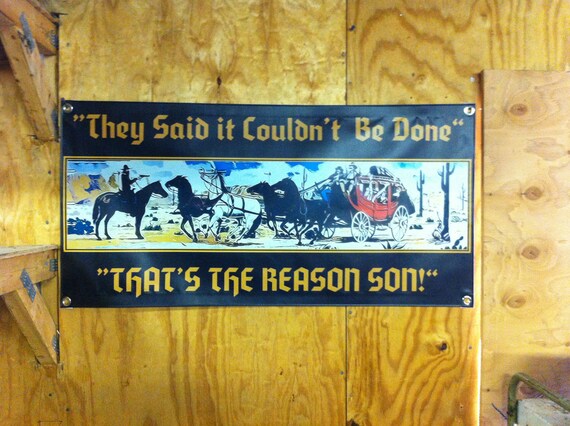 ”They Said it Couldn't Be Done“
”THAT'S THE REASON SON!“